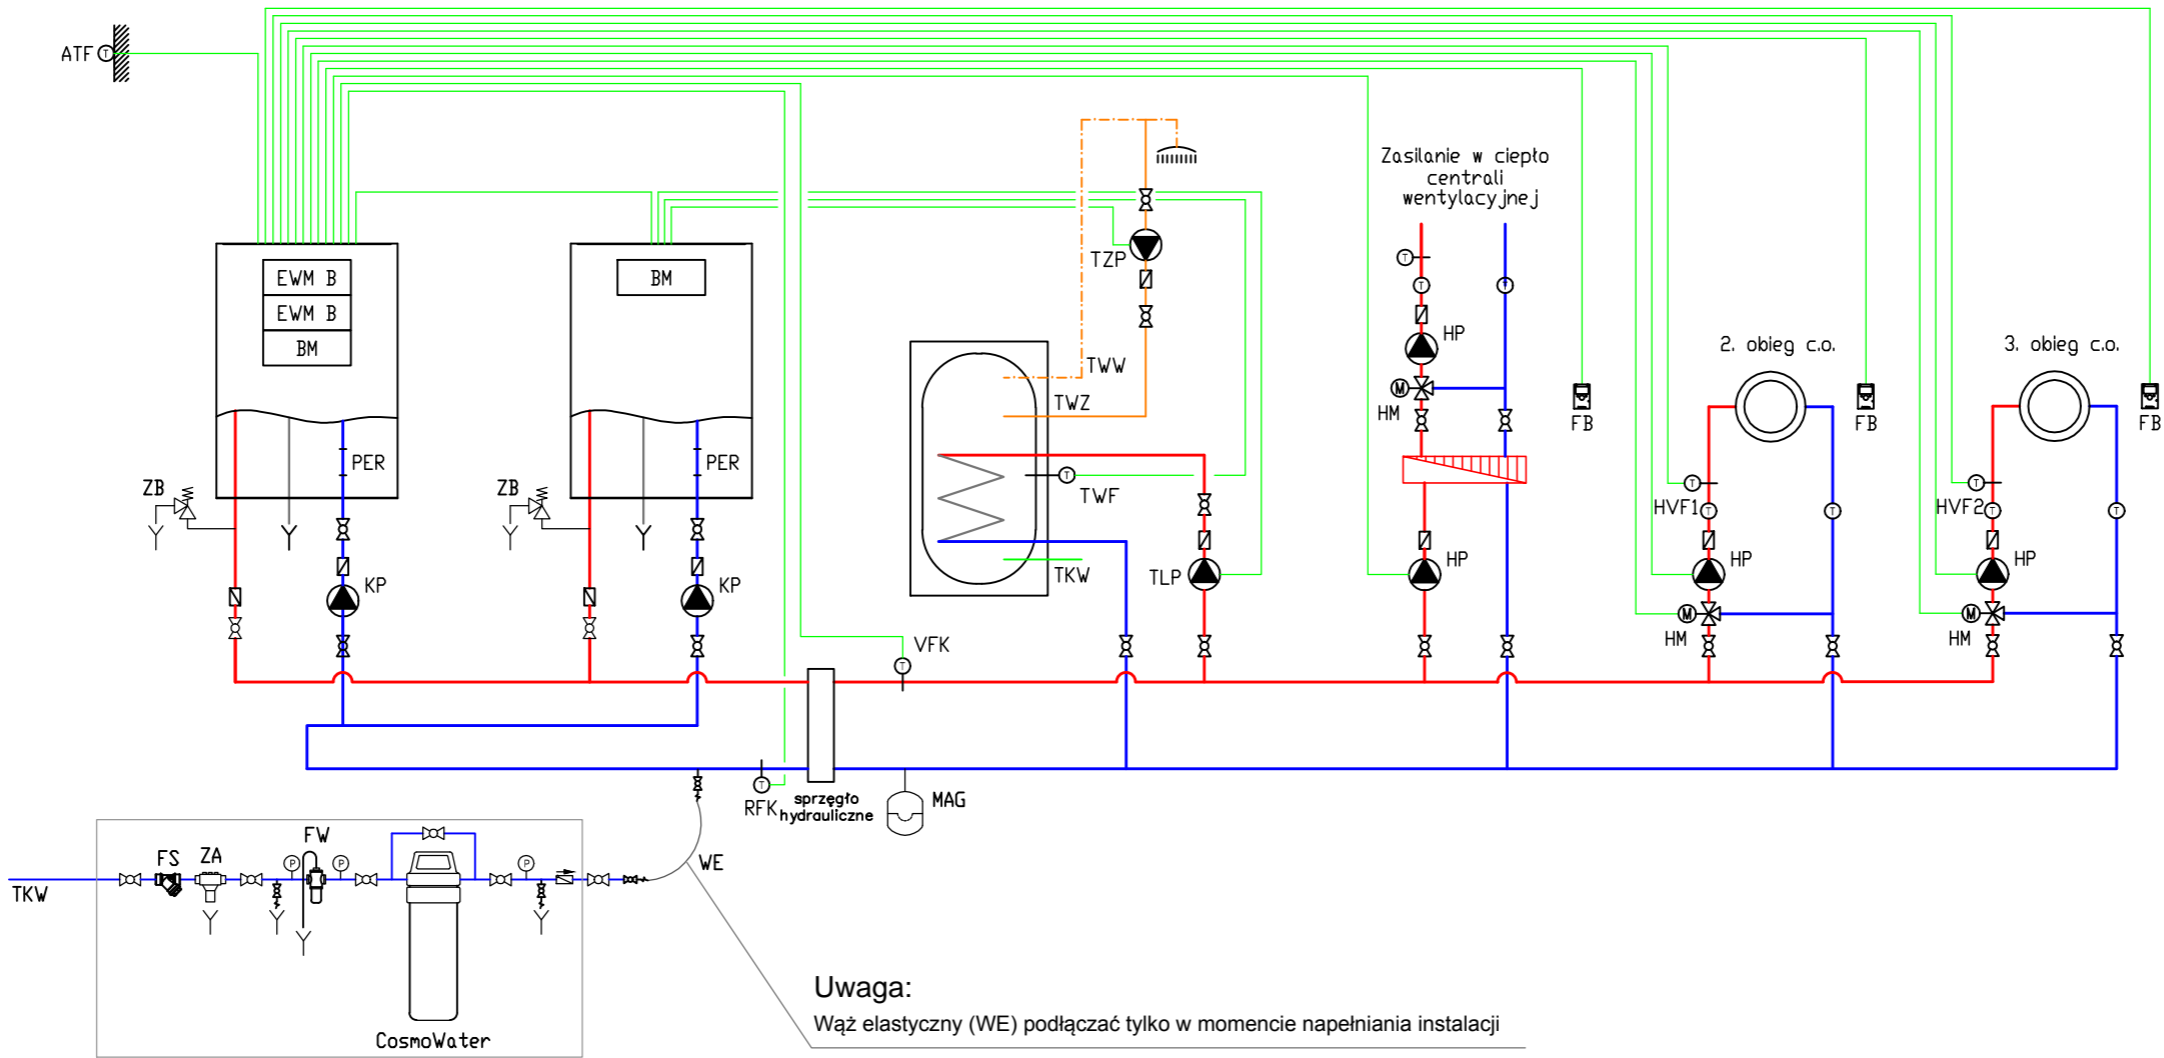 ATF
T
EWM B
EWM B
BM
BM
PER
PER
ZB
ZB
KP
KP
TZP
TWW
TWZ
T
TWF
TKW
TLP
Zasilanie w ciepło
centrali
wentylacyjnej
T
T
T
HP
M
HM
HP
FB
2. obieg c.o.
FB
3. obieg c.o.
FB
T
HVF1
T
T
HP
M
HM
T
HVF2
T
T
HP
M
HM
VFK
T
T
RFK
sprzęgło
hydrauliczne
MAG
TKW
FS
ZA
P
FW
P
P
WE
CosmoWater
Uwaga:
Wąż elastyczny (WE) podłączać tylko w momencie napełniania instalacji